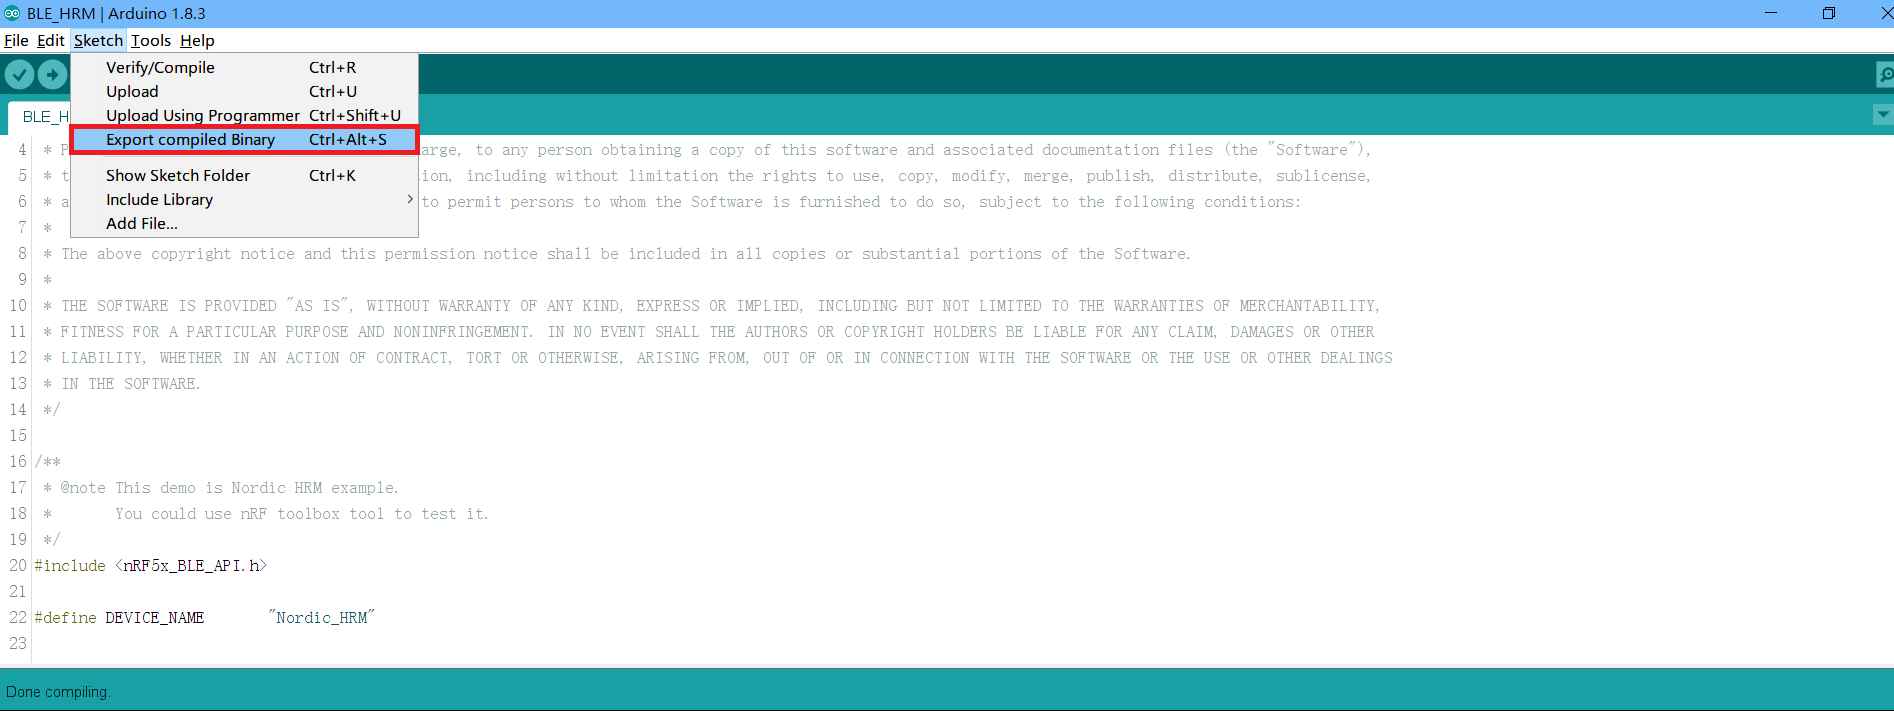 BLE_HRM | Arduino 1.8.3
File Edit Sketch Tools Help
Verify/Compile Ctrl+R
Upload Ctrl+U
Upload Using Programmer Ctrl+Shift+U
Export compiled Binary Ctrl+Alt+S
Show Sketch Folder Ctrl+K
Include Library >
Add File...
BLE_H
4 * P arge, to any person obtaining a copy of this software and associated documentation files (the "Software"),
5 * t ion, including without limitation the rights to use, copy, modify, merge, publish, distribute, sublicense,
6 * a to permit persons to whom the Software is furnished to do so, subject to the following conditions:
7 *
8 * The above copyright notice and this permission notice shall be included in all copies or substantial portions of the Software.
9 *
10 * THE SOFTWARE IS PROVIDED "AS IS", WITHOUT WARRANTY OF ANY KIND, EXPRESS OR IMPLIED, INCLUDING BUT NOT LIMITED TO THE WARRANTIES OF MERCHANTABILITY,
11 * FITNESS FOR A PARTICULAR PURPOSE AND NONINFRINGEMENT. IN NO EVENT SHALL THE AUTHORS OR COPYRIGHT HOLDERS BE LIABLE FOR ANY CLAIM, DAMAGES OR OTHER
12 * LIABILITY, WHETHER IN AN ACTION OF CONTRACT, TORT OR OTHERWISE, ARISING FROM, OUT OF OR IN CONNECTION WITH THE SOFTWARE OR THE USE OR OTHER DEALINGS
13 * IN THE SOFTWARE.
14 */
15
16 /**
17 * @note This demo is Nordic HRM example.
18 * You could use nRF toolbox tool to test it.
19 */
20 #include <nRF5x_BLE_API.h>
21
22 #define DEVICE_NAME "Nordic_HRM"
23
Done compiling.